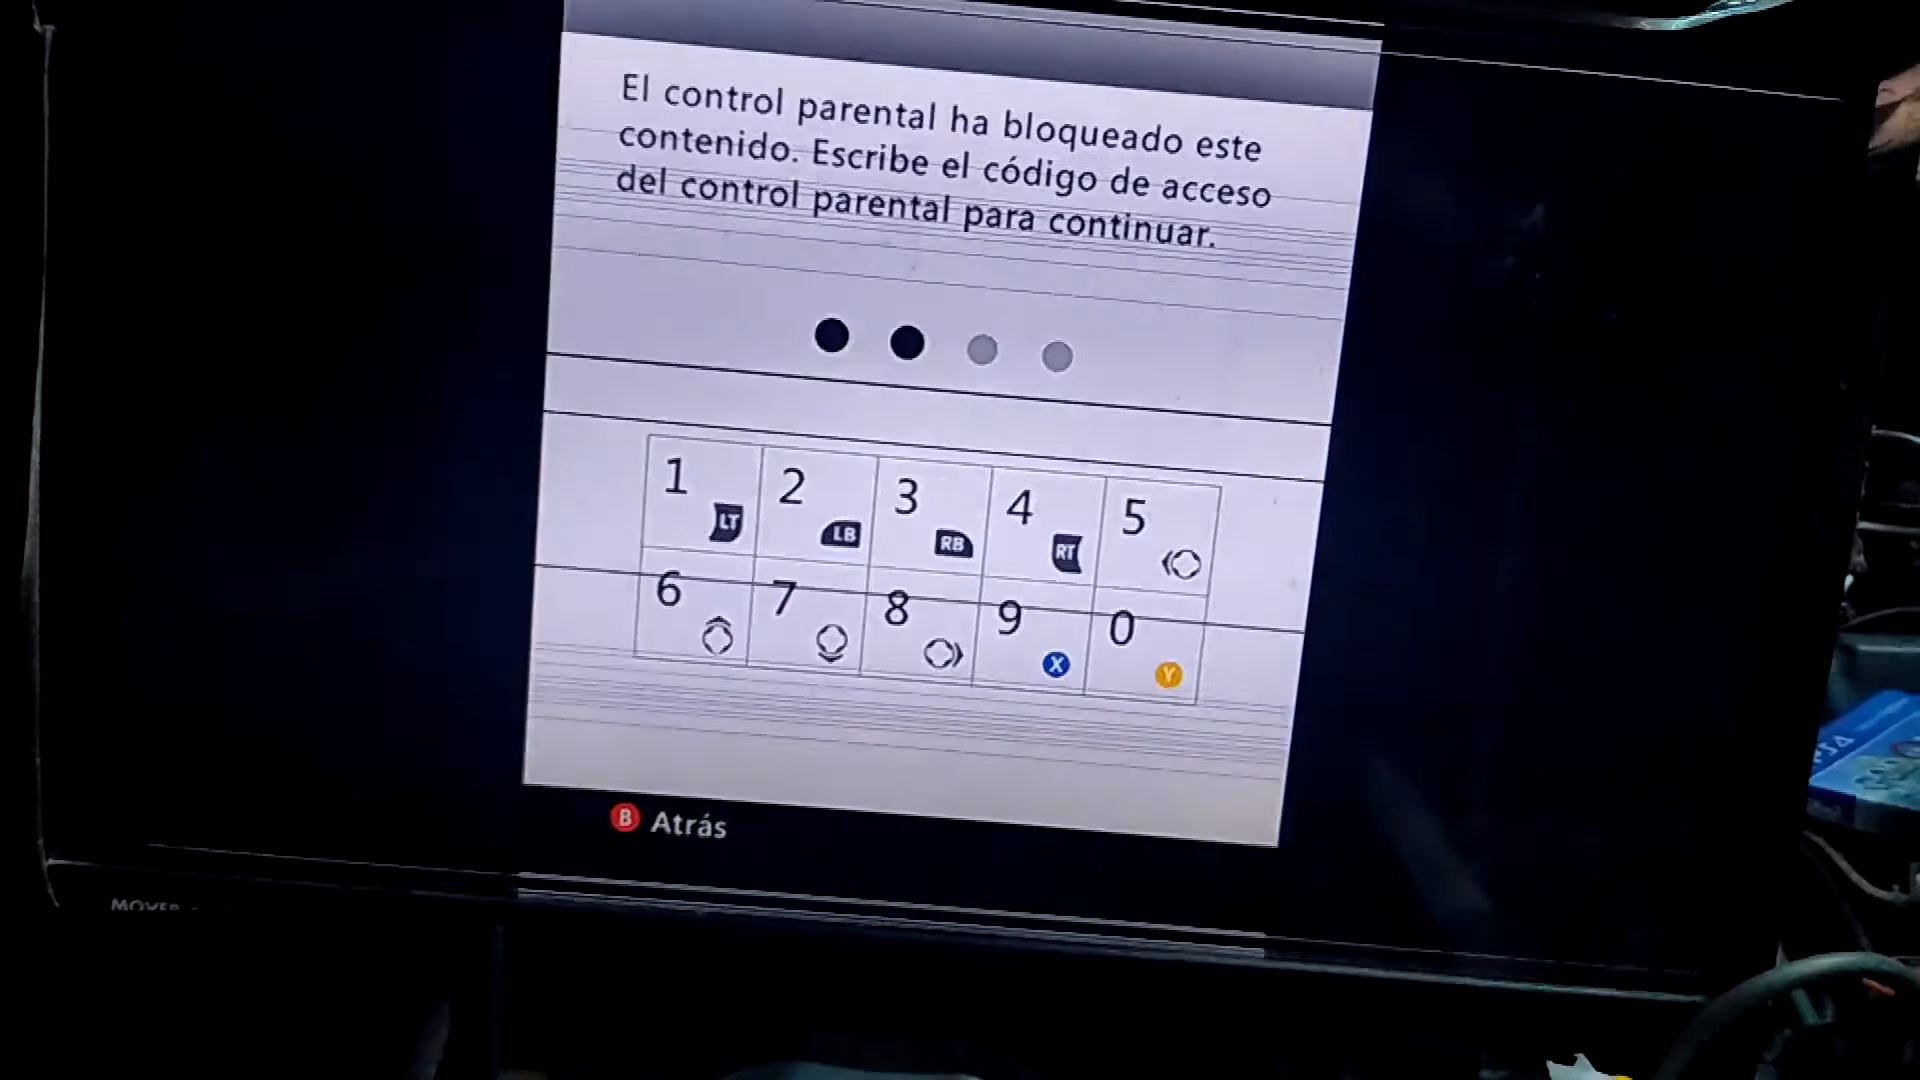 El control parental ha bloqueado este
contenido. Escribe el código de acceso
del control parental para continuar.
1 2 3 4 5
LT LB RB RT
6 7 8 9 0
X Y
B Atrás
PS4